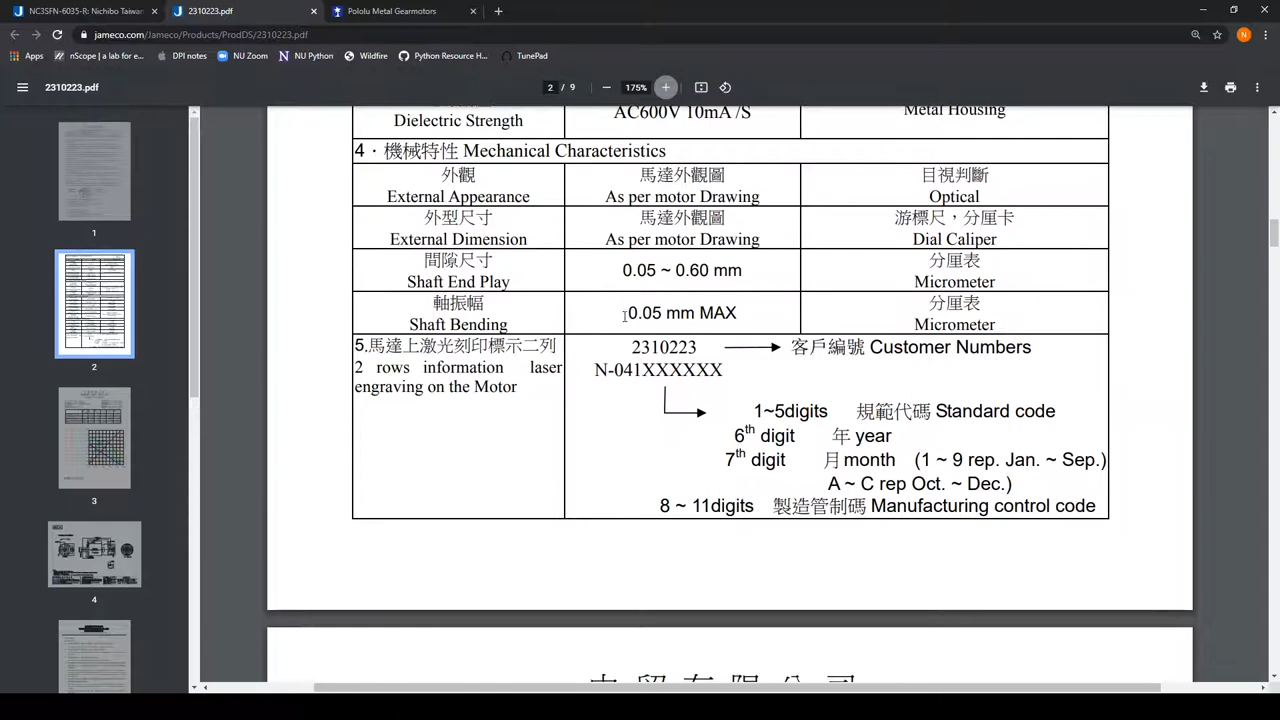 NC3SFN-6035-R: Nichibo Taiwan
2310223.pdf
Pololu Metal Gearmotors
jameco.com/Jameco/Products/ProdDS/2310223.pdf
N
Apps
nScope | a lab for e...
DPI notes
NU Zoom
NU Python
Wildfire
Python Resource H...
TunePad
2310223.pdf
2 / 9
175%
Dielectric Strength
AC600V 10mA /S
Metal Housing
4．機械特性 Mechanical Characteristics
外觀
External Appearance
馬達外觀圖
As per motor Drawing
目視判斷
Optical
外型尺寸
External Dimension
馬達外觀圖
As per motor Drawing
游標尺，分厘卡
Dial Caliper
間隙尺寸
Shaft End Play
0.05 ~ 0.60 mm
分厘表
Micrometer
軸振幅
Shaft Bending
0.05 mm MAX
分厘表
Micrometer
5.馬達上激光刻印標示二列
2 rows information laser
engraving on the Motor
2310223
客戶編號 Customer Numbers
N-041XXXXXX
1~5digits 規範代碼 Standard code
6th digit 年 year
7th digit 月 month (1 ~ 9 rep. Jan. ~ Sep.)
A ~ C rep Oct. ~ Dec.)
8 ~ 11digits 製造管制碼 Manufacturing control code
1
2
3
4